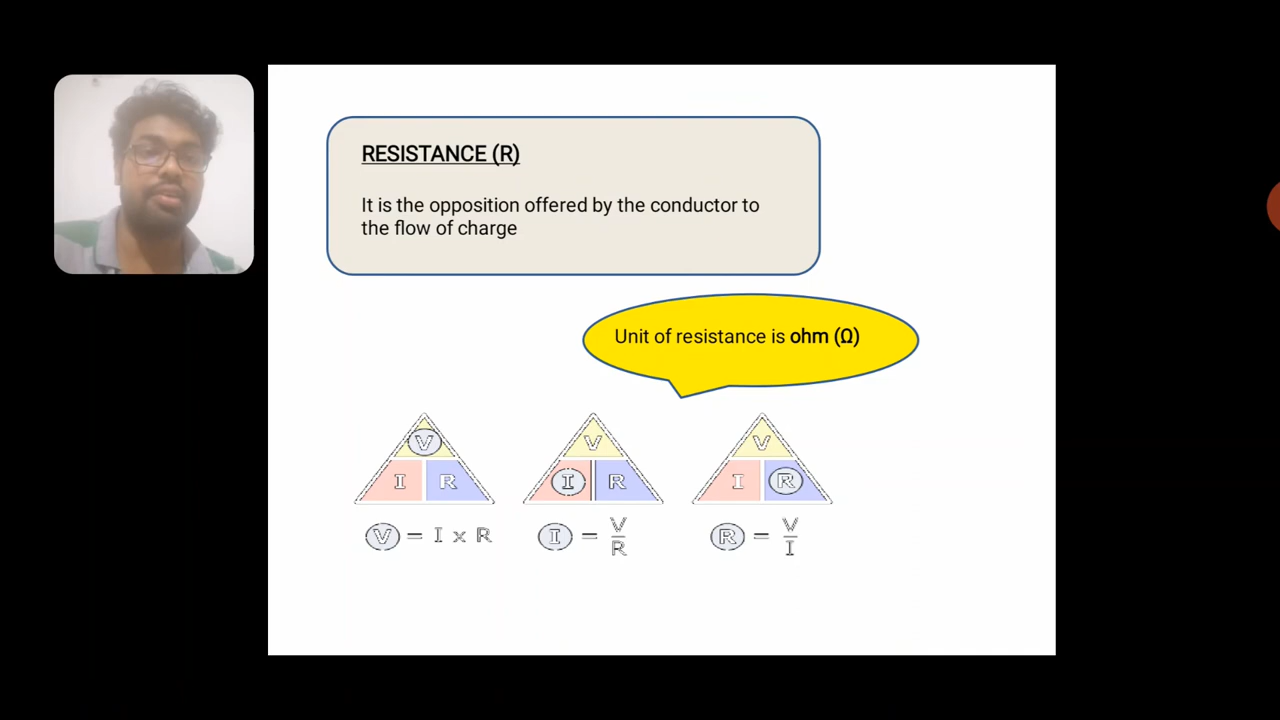 RESISTANCE (R)
It is the opposition offered by the conductor to
the flow of charge
Unit of resistance is ohm (Ω)
V V V
I R I R I R
V = I x R I = V/R R = V/I